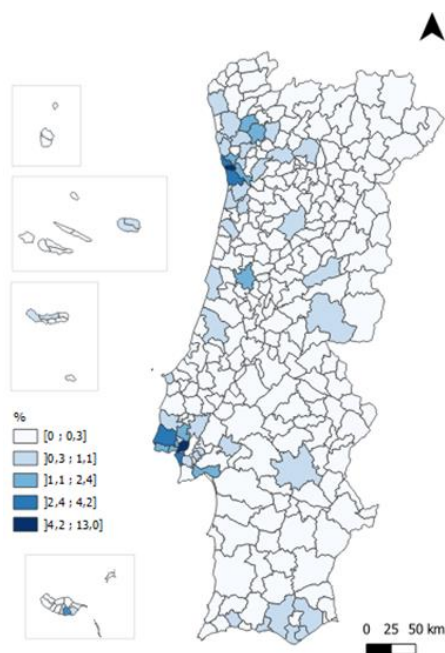 %
[0 ; 0,3]
]0,3 ; 1,1]
]1,1 ; 2,4]
]2,4 ; 4,2]
]4,2 ; 13,0]
0 25 50 km